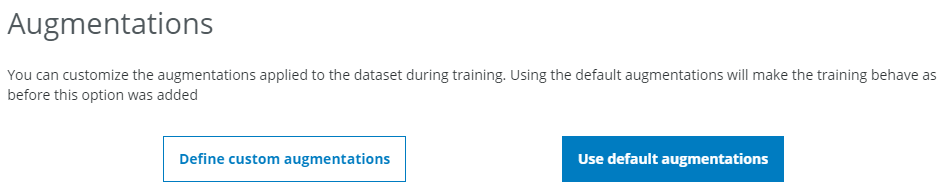 Augmentations
You can customize the augmentations applied to the dataset during training. Using the default augmentations will make the training behave as
before this option was added
Define custom augmentations
Use default augmentations